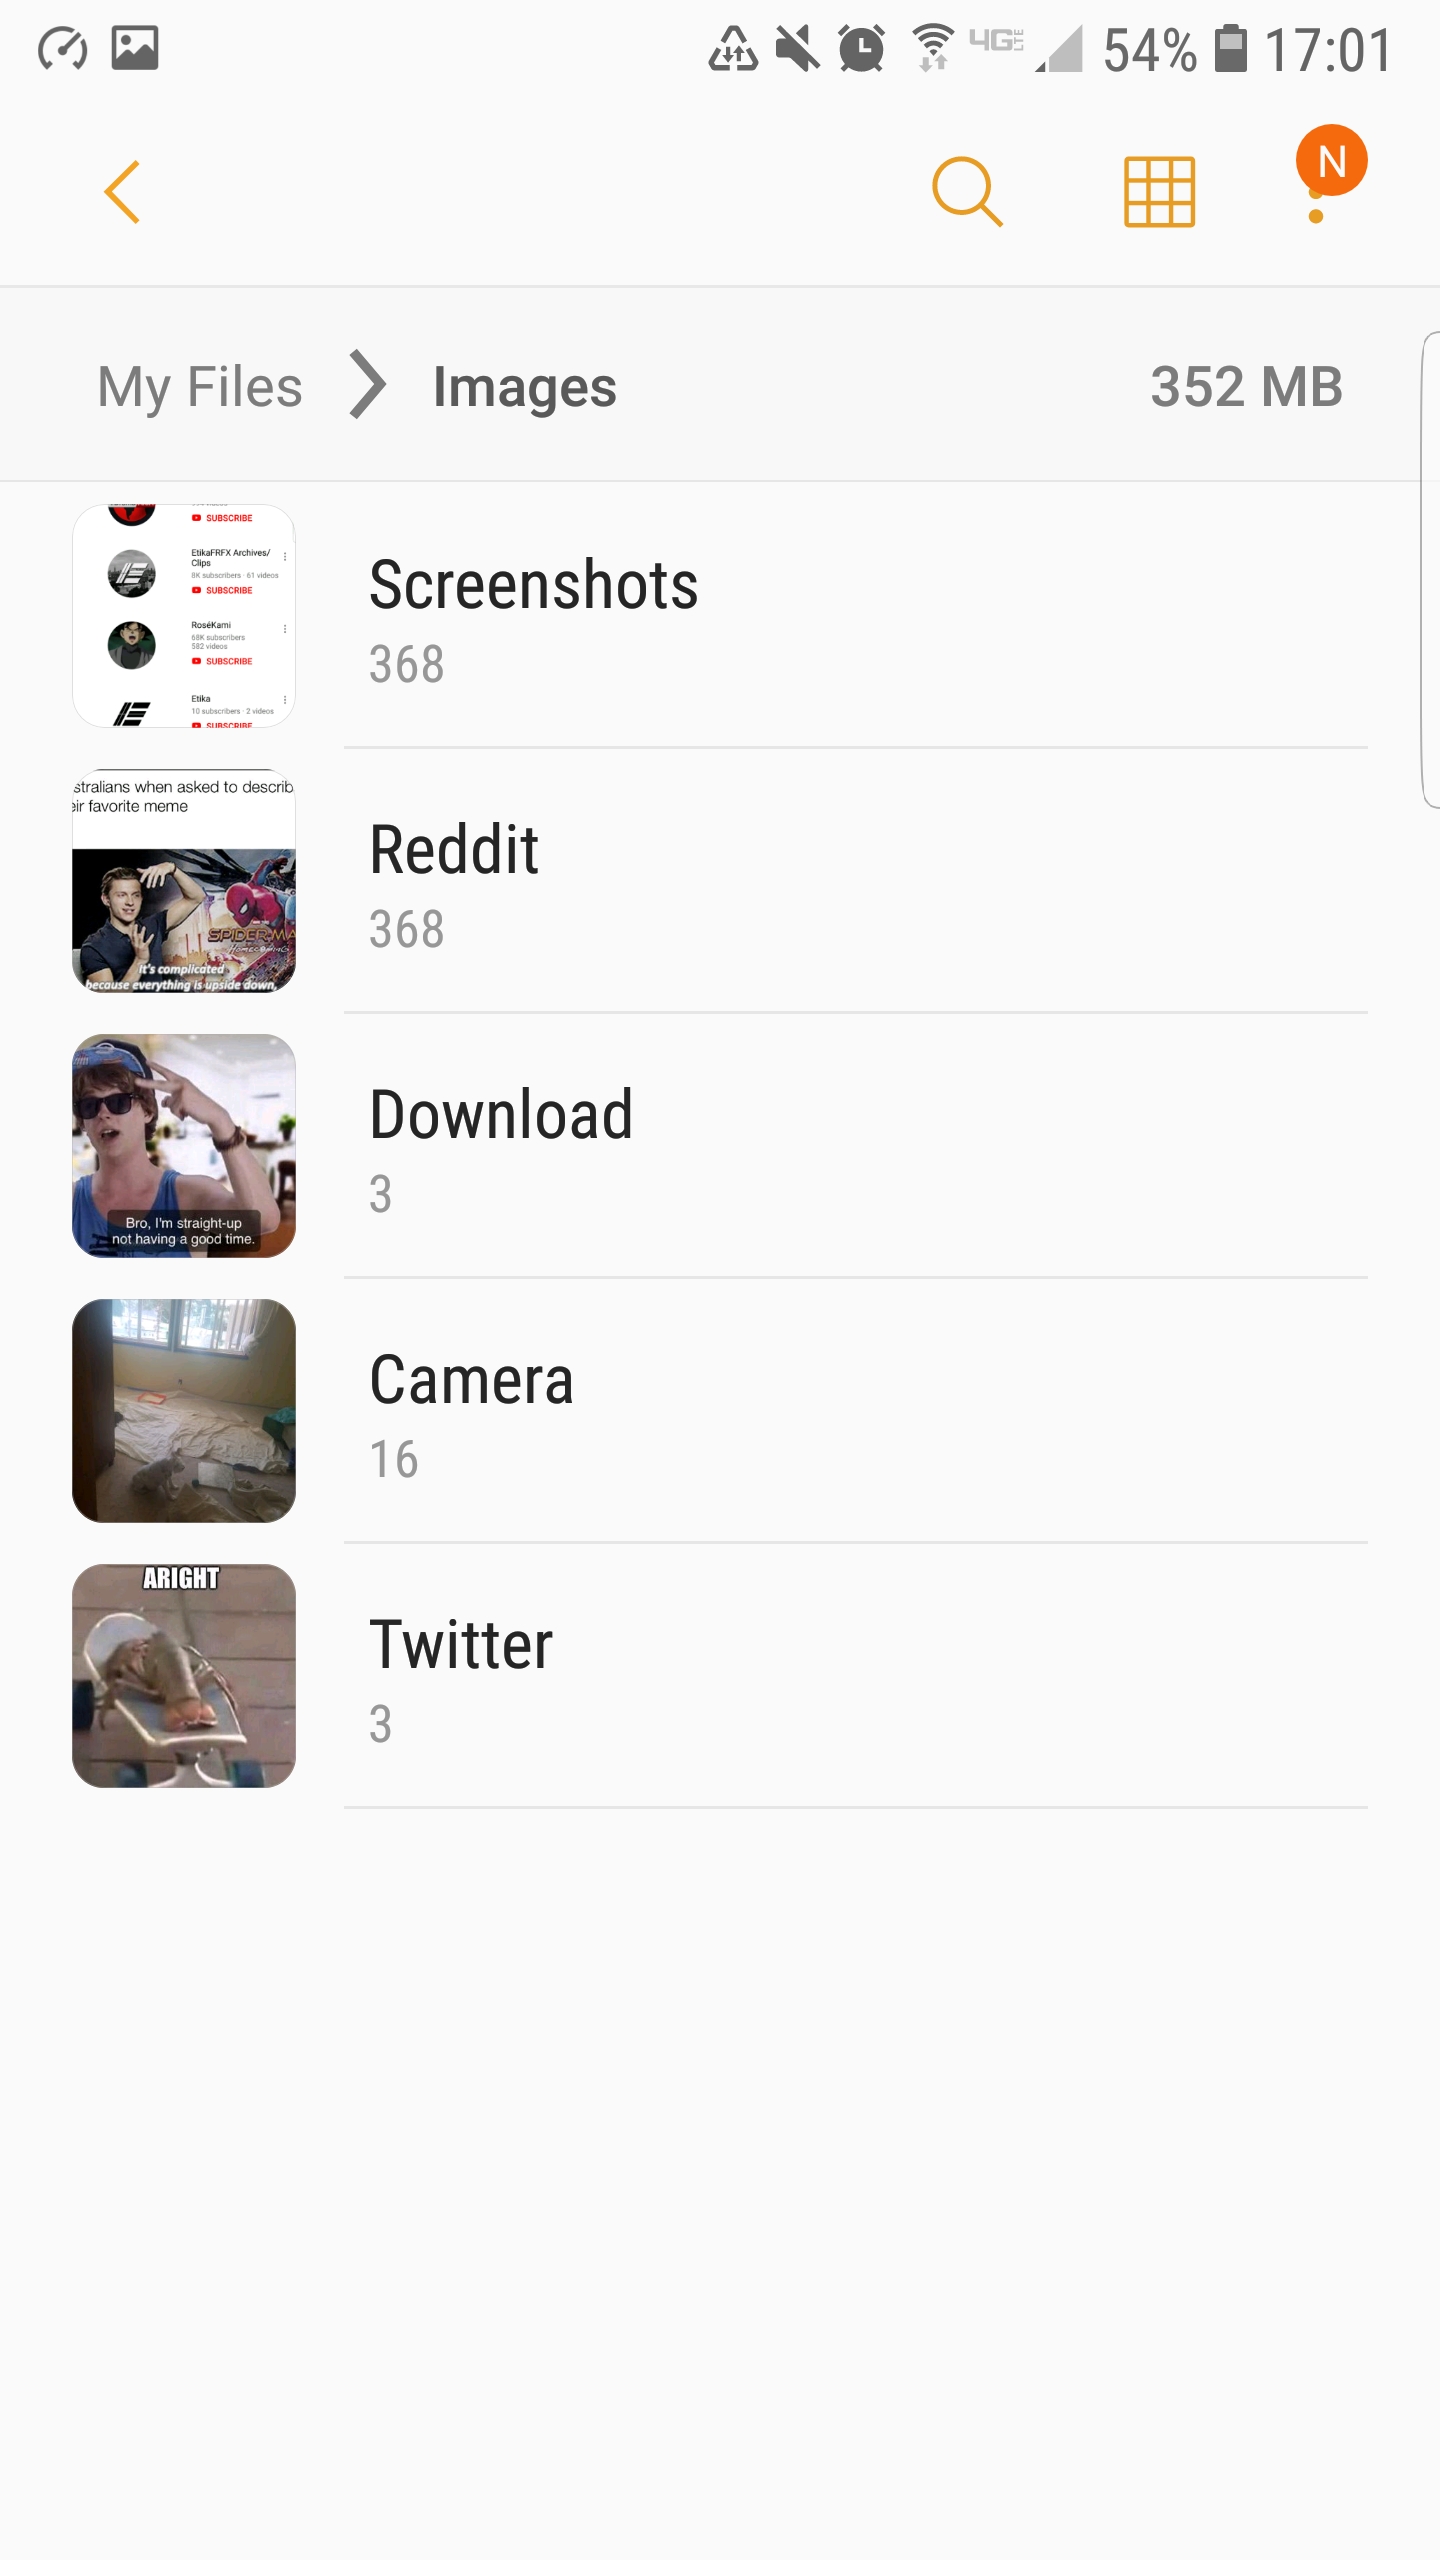 54% 17:01
N
My Files Images 352 MB
SUBSCRIBE
EtikaFRFX Archives/
Clips
8K subscribers · 61 videos
SUBSCRIBE
RoséKami
68K subscribers
582 videos
SUBSCRIBE
Etika
10 subscribers · 2 videos
SUBSCRIBE
Screenshots
368
stralians when asked to describ
eir favorite meme
SPIDER-MA
HOMECOMING
It's complicated
because everything is upside down,
Reddit
368
Bro, I'm straight-up
not having a good time.
Download
3
Camera
16
ARIGHT
Twitter
3